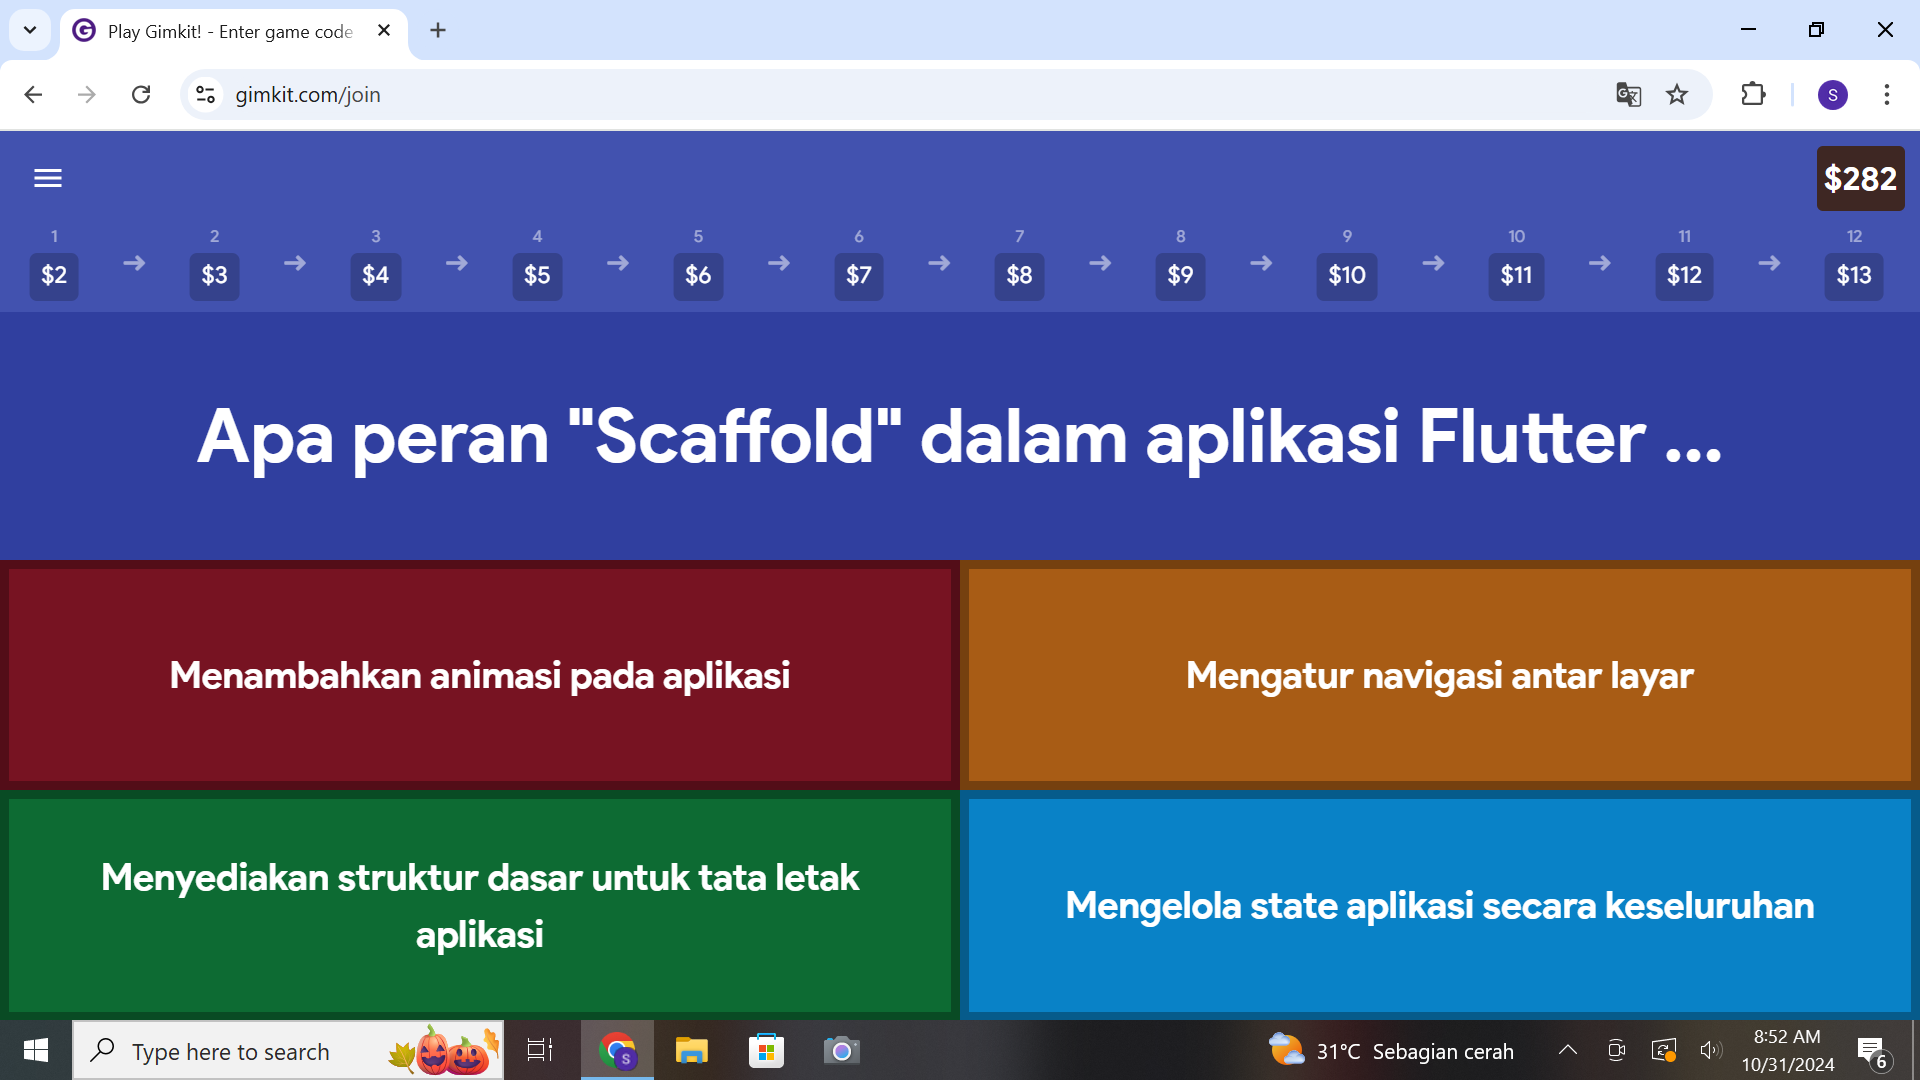 Play Gimkit! - Enter game code
gimkit.com/join
S
$282
1 2 3 4 5 6 7 8 9 10 11 12
$2 $3 $4 $5 $6 $7 $8 $9 $10 $11 $12 $13
Apa peran "Scaffold" dalam aplikasi Flutter ...
Menambahkan animasi pada aplikasi
Mengatur navigasi antar layar
Menyediakan struktur dasar untuk tata letak
aplikasi
Mengelola state aplikasi secara keseluruhan
Type here to search
S
31°C Sebagian cerah
8:52 AM
10/31/2024
6